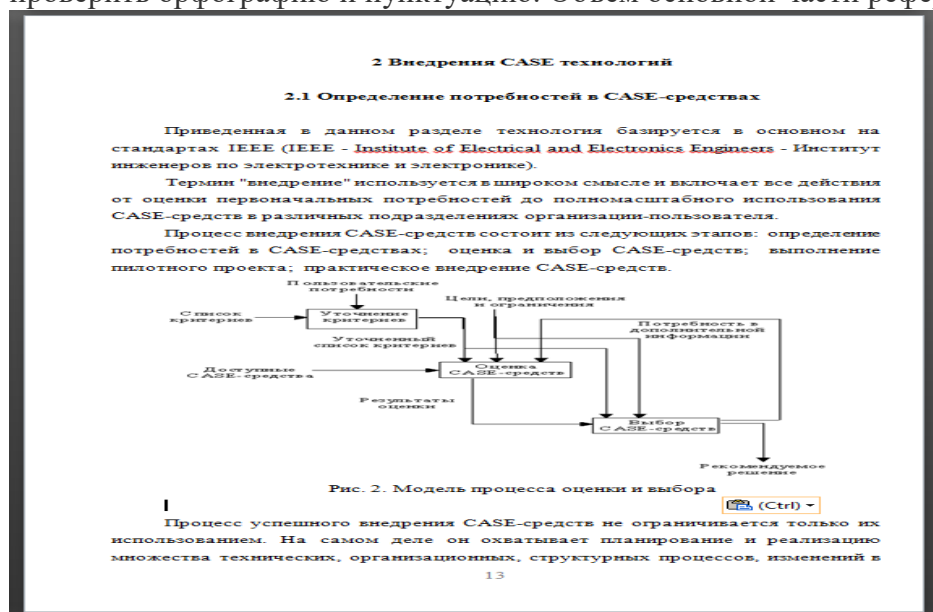 проверить орфографию и пунктуацию. Объем основной части рефе
2 Внедрения CASE технологий
2.1 Определение потребностей в CASE-средствах
Приведенная в данном разделе технология базируется в основном на
стандартах IEEE (IEEE - Institute of Electrical and Electronics Engineers - Институт
инженеров по электротехнике и электронике).
Термин "внедрение" используется в широком смысле и включает все действия
от оценки первоначальных потребностей до полномасштабного использования
CASE-средств в различных подразделениях организации-пользователя.
Процесс внедрения CASE-средств состоит из следующих этапов: определение
потребностей в CASE-средствах; оценка и выбор CASE-средств; выполнение
пилотного проекта; практическое внедрение CASE-средств.
Пользовательские
потребности
Цели, предположения
и ограничения
Список
критериев
Уточнение
критериев
Потребность в
дополнительной
информации
Уточненный
список критериев
Доступные
CASE-средства
Оценка
CASE-средств
Результаты
оценки
Выбор
CASE-средств
Рекомендуемое
решение
Рис. 2. Модель процесса оценки и выбора
(Ctrl)
Процесс успешного внедрения CASE-средств не ограничивается только их
использованием. На самом деле он охватывает планирование и реализацию
множества технических, организационных, структурных процессов, изменений в
13